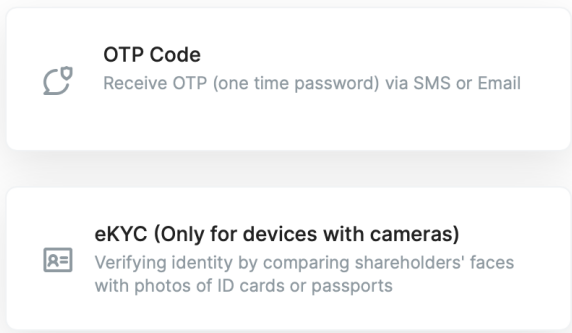 OTP Code
Receive OTP (one time password) via SMS or Email
eKYC (Only for devices with cameras)
Verifying identity by comparing shareholders' faces
with photos of ID cards or passports